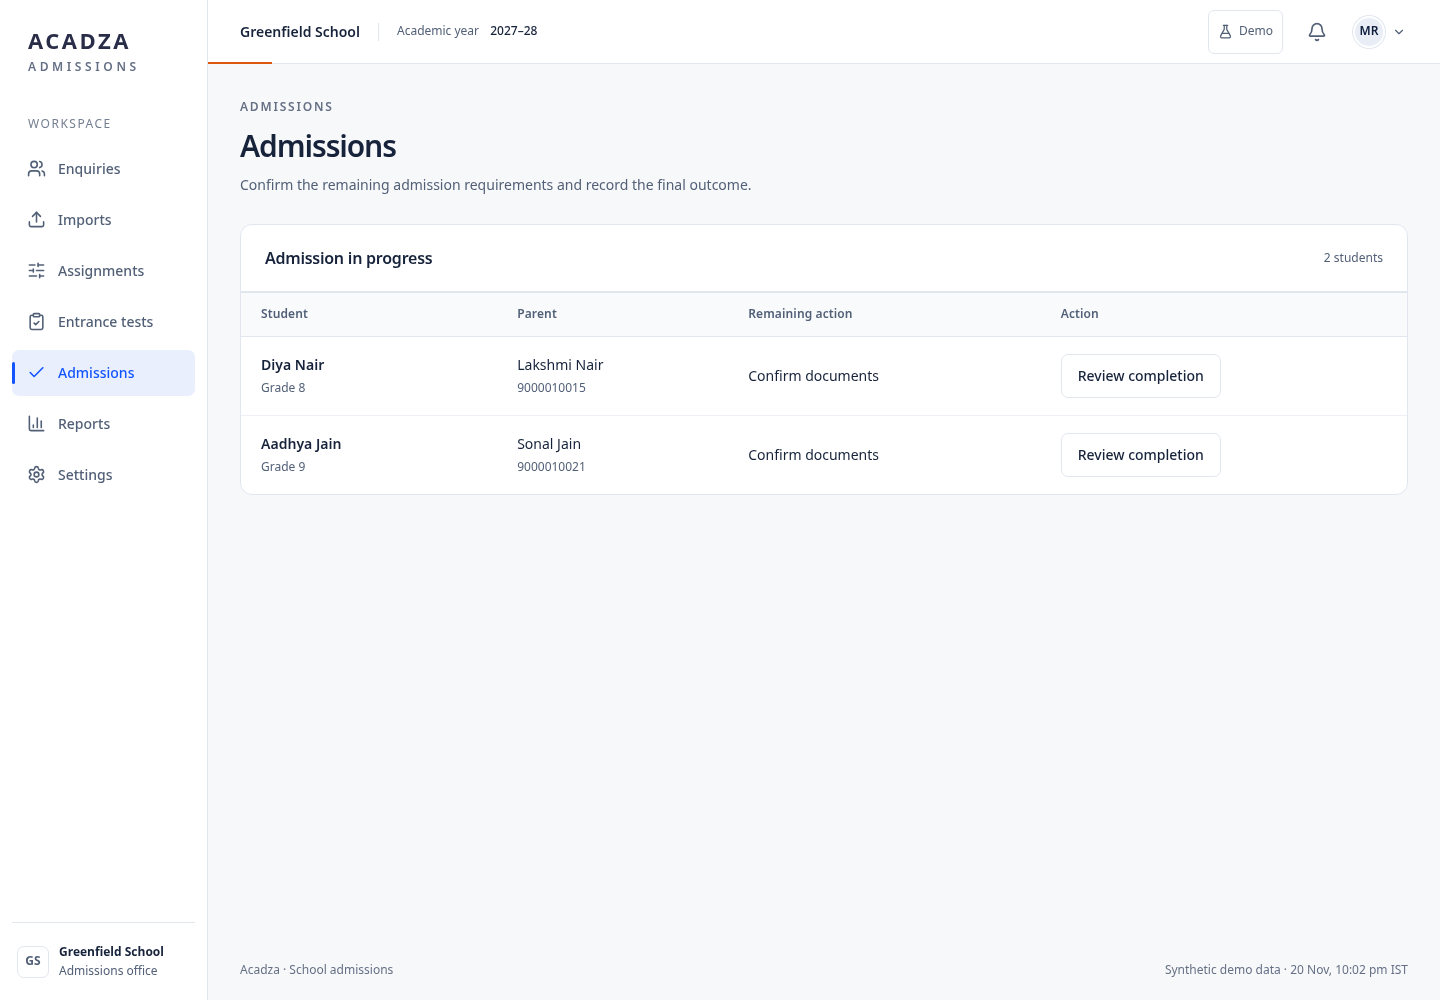 ACADZA
ADMISSIONS
WORKSPACE
Enquiries
Imports
Assignments
Entrance tests
Admissions
Reports
Settings
GS
Greenfield School
Admissions office
Greenfield School
Academic year 2027–28
Demo
MR
ADMISSIONS
Admissions
Confirm the remaining admission requirements and record the final outcome.
Admission in progress
2 students
Student Parent Remaining action Action
Diya Nair Lakshmi Nair Confirm documents Review completion
Grade 8 9000010015
Aadhya Jain Sonal Jain Confirm documents Review completion
Grade 9 9000010021
Acadza · School admissions
Synthetic demo data · 20 Nov, 10:02 pm IST